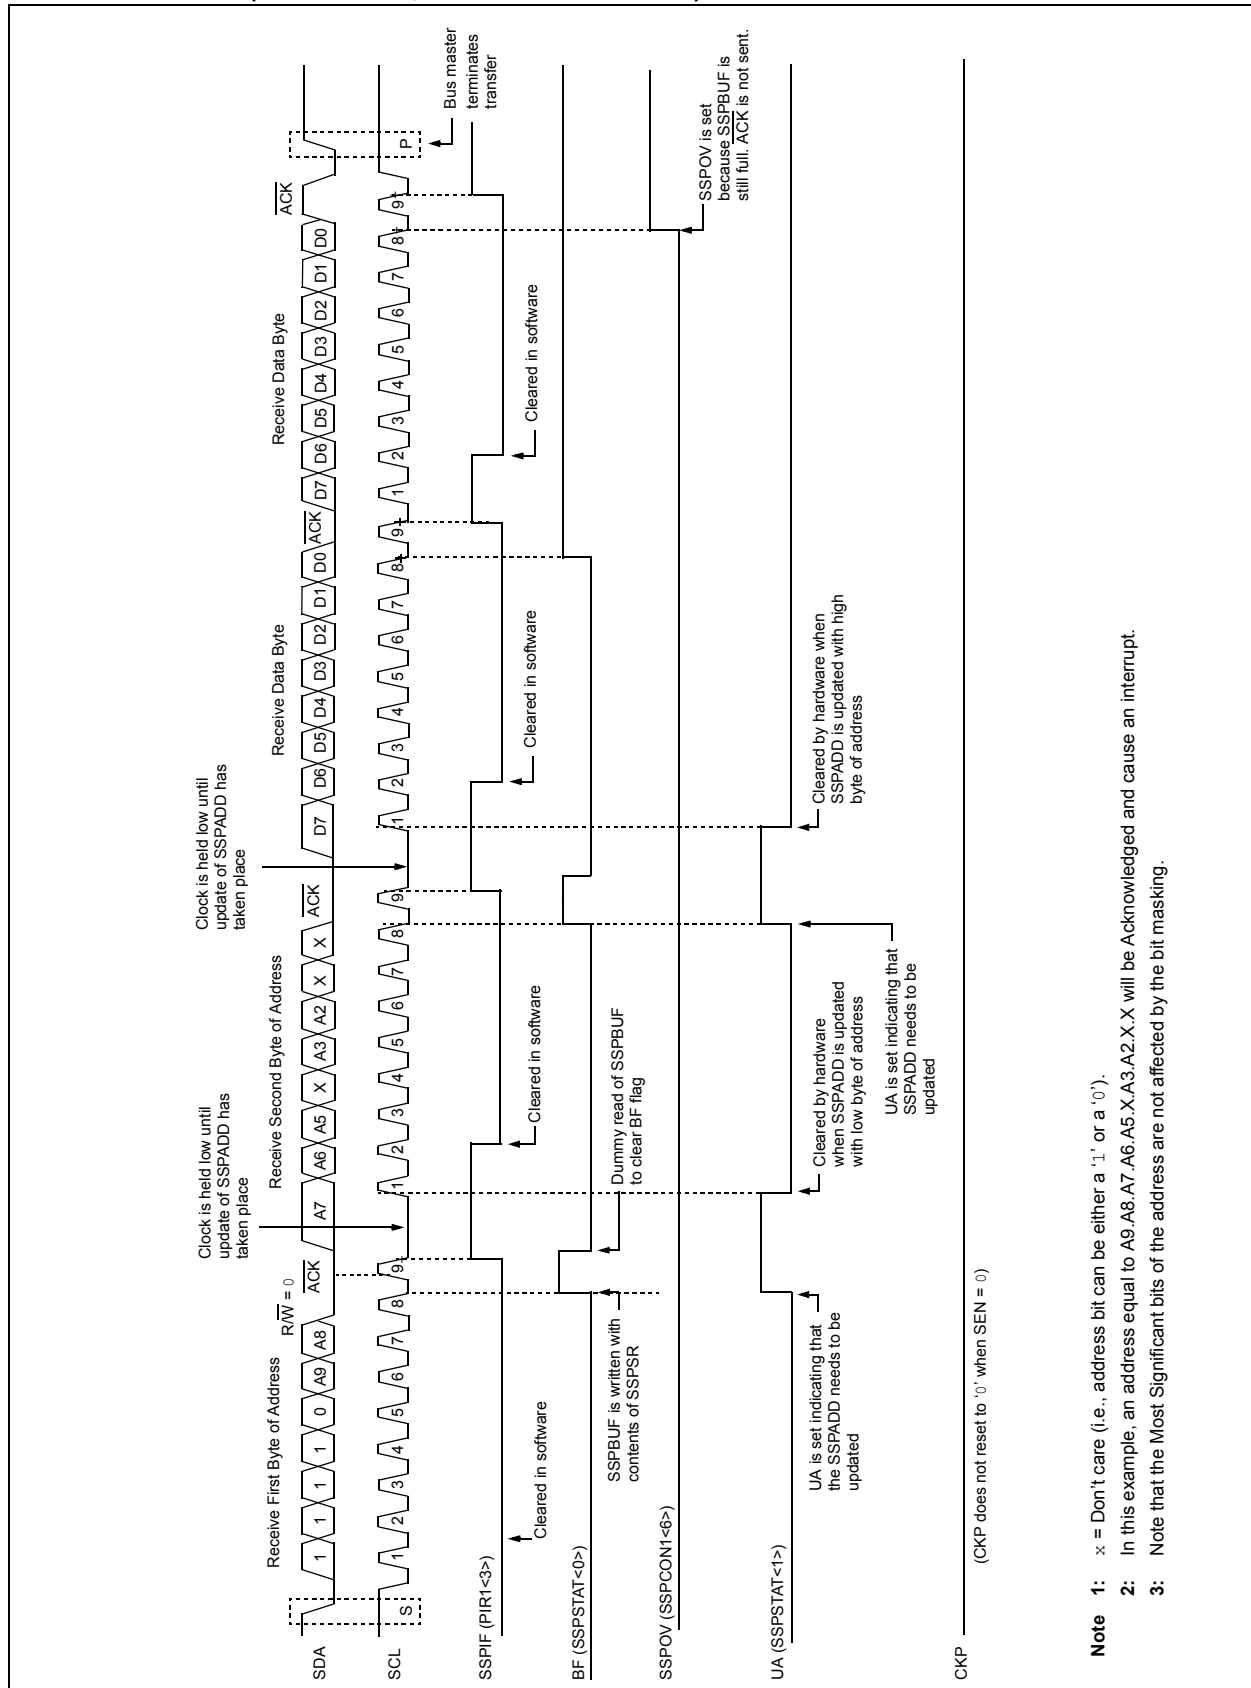 Receive First Byte of Address
R/W = 0
Receive Second Byte of Address
Clock is held low until
update of SSPADD has
taken place
Clock is held low until
update of SSPADD has
taken place
Receive Data Byte
Receive Data Byte
SDA
1 1 1 1 0 A9 A8 ACK A7 A6 A5 X A3 A2 X X ACK D7 D6 D5 D4 D3 D2 D1 D0 ACK D7 D6 D5 D4 D3 D2 D1 D0 ACK
SCL
S 1 2 3 4 5 6 7 8 9 1 2 3 4 5 6 7 8 9 1 2 3 4 5 6 7 8 9 1 2 3 4 5 6 7 8 9 P
Bus master
terminates
transfer
SSPIF (PIR1<3>)
Cleared in software
Cleared in software
Cleared in software
Cleared in software
BF (SSPSTAT<0>)
SSPBUF is written with
contents of SSPSR
Dummy read of SSPBUF
to clear BF flag
SSPOV (SSPCON1<6>)
SSPOV is set
because SSPBUF is
still full. ACK is not sent.
UA (SSPSTAT<1>)
UA is set indicating that
the SSPADD needs to be
updated
Cleared by hardware
when SSPADD is updated
with low byte of address
UA is set indicating that
SSPADD needs to be
updated
Cleared by hardware when
SSPADD is updated with high
byte of address
CKP
(CKP does not reset to '0' when SEN = 0)
Note 1: x = Don't care (i.e., address bit can be either a '1' or a '0').
2: In this example, an address equal to A9.A8.A7.A6.A5.X.A3.A2.X.X will be Acknowledged and cause an interrupt.
3: Note that the Most Significant bits of the address are not affected by the bit masking.